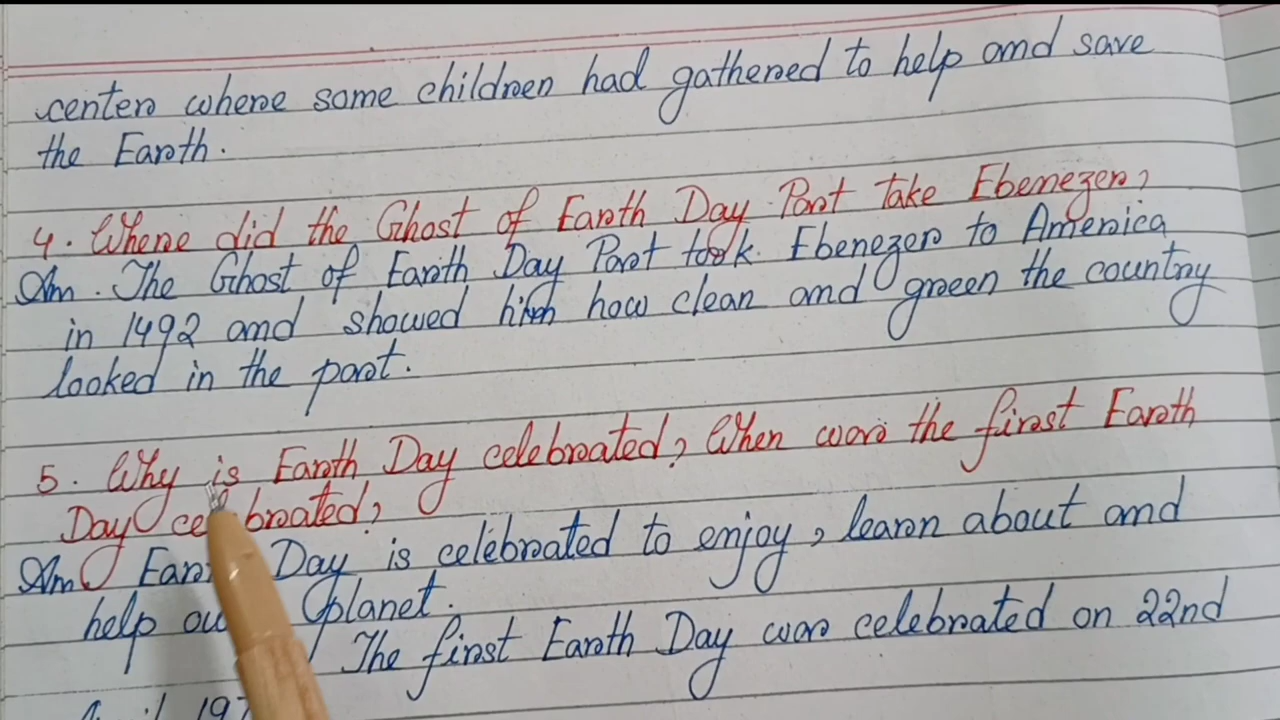 center where some children had gathered to help and save
the Earth.
4. Where did the Ghost of Earth Day Past take Ebenezer?
Ans. The Ghost of Earth Day Past took Ebenezer to America
in 1492 and showed him how clean and green the country
looked in the past.
5. Why is Earth Day celebrated? When was the first Earth
Day celebrated?
Ans Earth Day is celebrated to enjoy, learn about and
help planet.
The first Earth Day was celebrated on 22nd